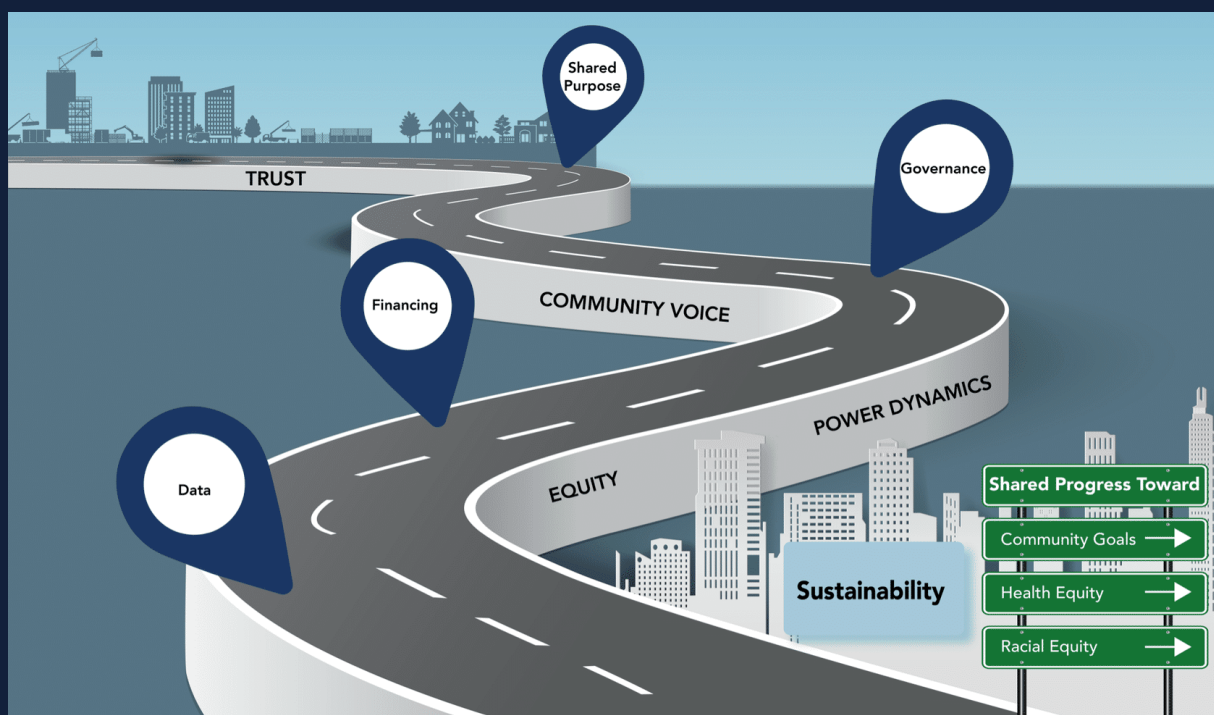 Shared
Purpose
Governance
TRUST
Financing
COMMUNITY VOICE
POWER DYNAMICS
EQUITY
Data
Sustainability
Shared Progress Toward
Community Goals
Health Equity
Racial Equity